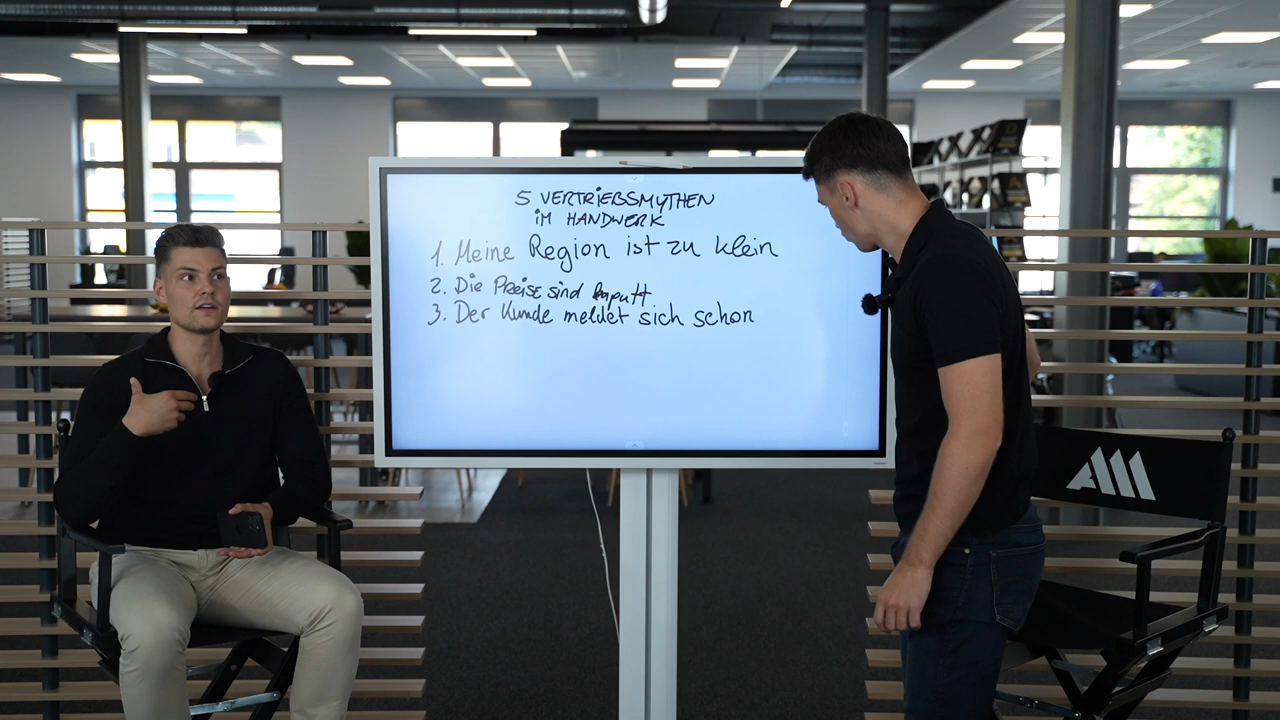 5 VERTRiEBSMYTHEN
iM HANDWERK
1. Meine Region ist zu klein
2. Die Preise sind kaputt
3. Der Kunde meldet sich schon